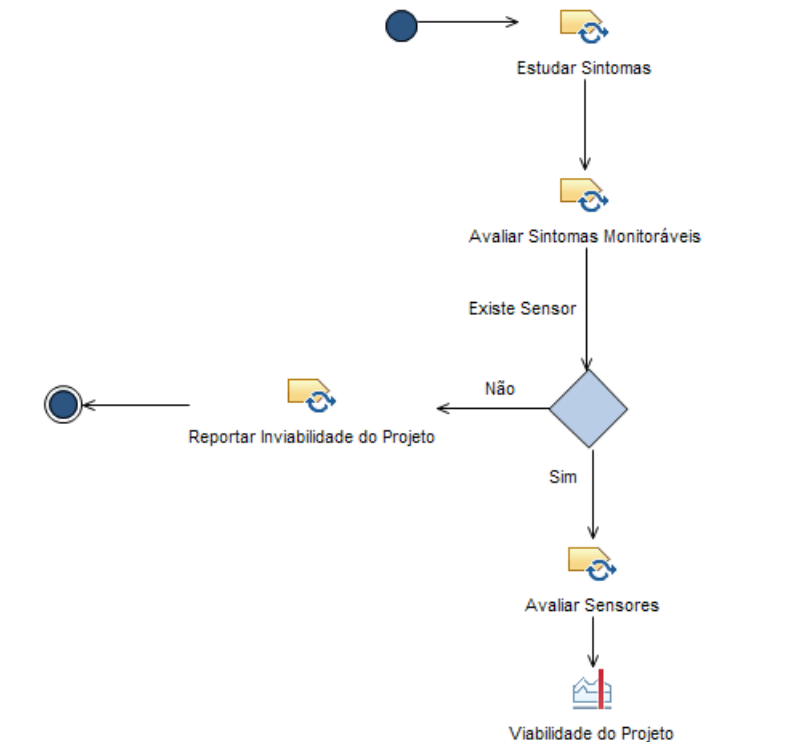 Estudar Sintomas
Avaliar Sintomas Monitoráveis
Existe Sensor
Não
Reportar Inviabilidade do Projeto
Sim
Avaliar Sensores
Viabilidade do Projeto